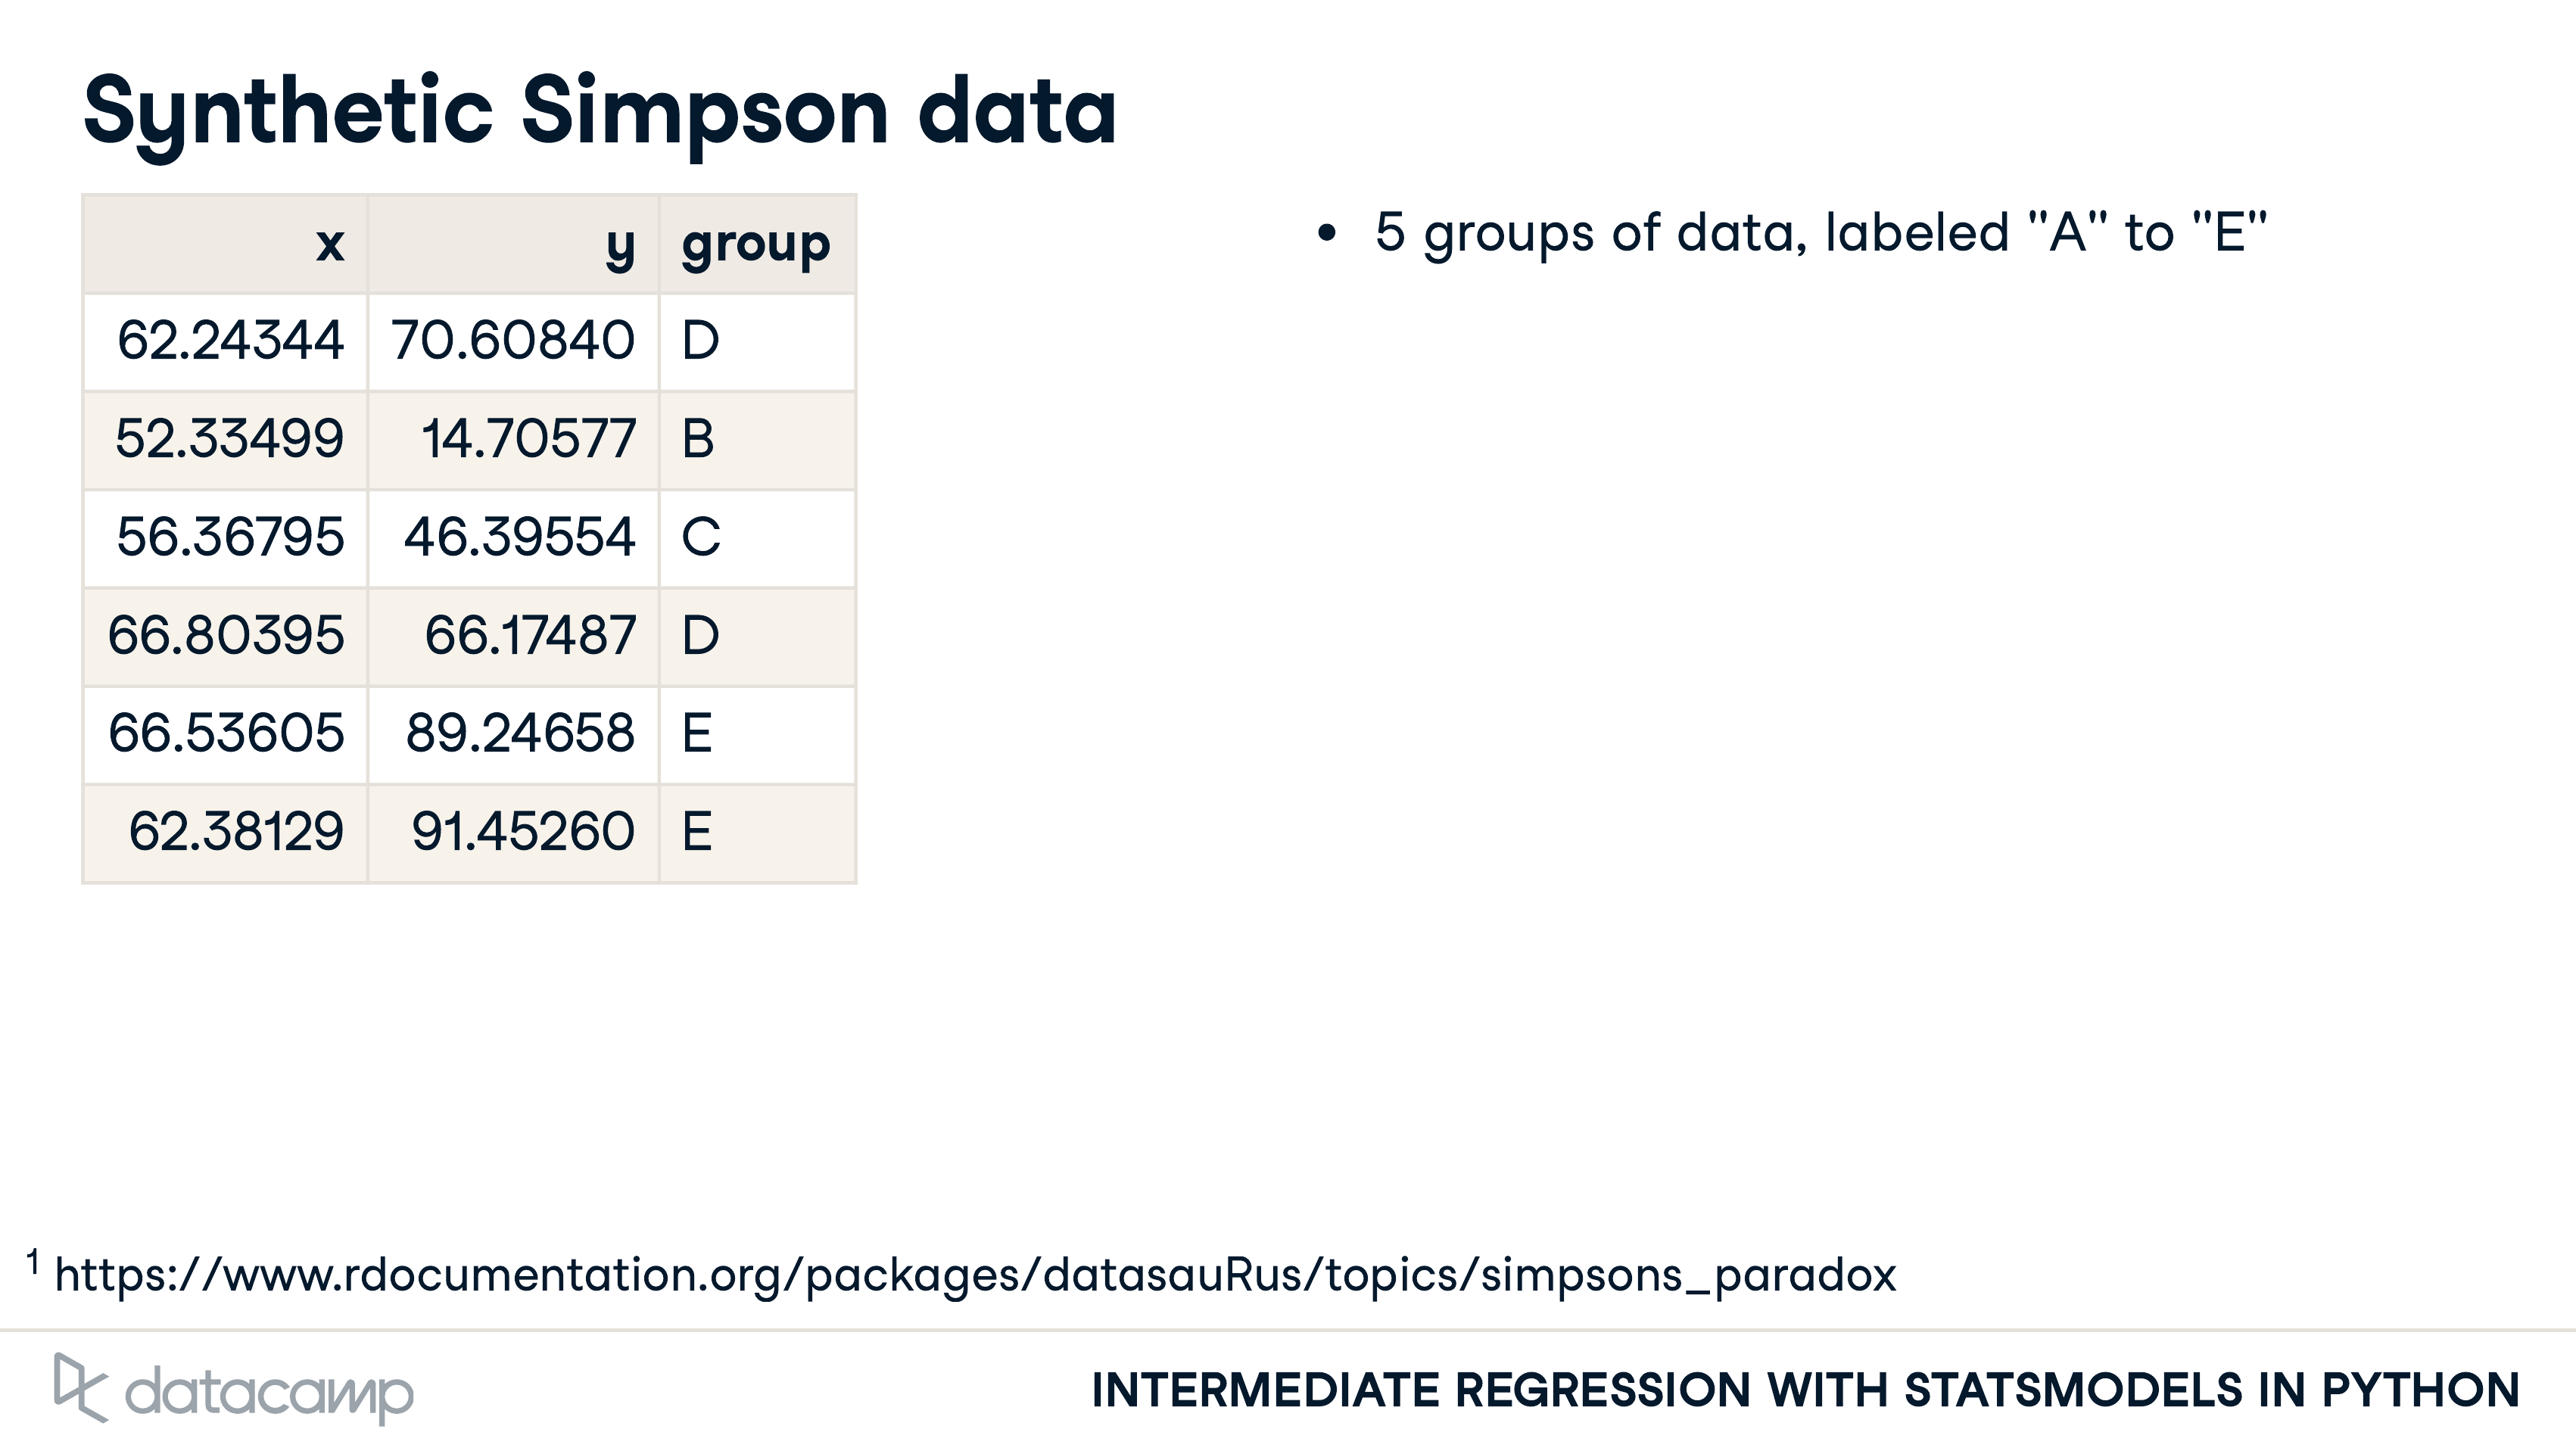 Synthetic Simpson data
x y group
62.24344 70.60840 D
52.33499 14.70577 B
56.36795 46.39554 C
66.80395 66.17487 D
66.53605 89.24658 E
62.38129 91.45260 E
• 5 groups of data, labeled "A" to "E"
1 https://www.rdocumentation.org/packages/datasauRus/topics/simpsons_paradox
datacamp
INTERMEDIATE REGRESSION WITH STATSMODELS IN PYTHON